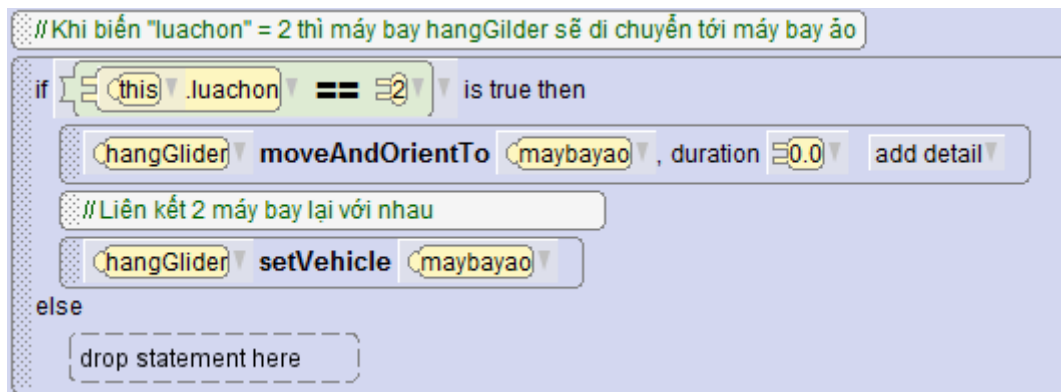 //Khi biến "luachon" = 2 thì máy bay hangGilder sẽ di chuyển tới máy bay ảo
if this .luachon == 2 is true then
hangGlider moveAndOrientTo maybayao , duration 0.0 add detail
//Liên kết 2 máy bay lại với nhau
hangGlider setVehicle maybayao
else
drop statement here